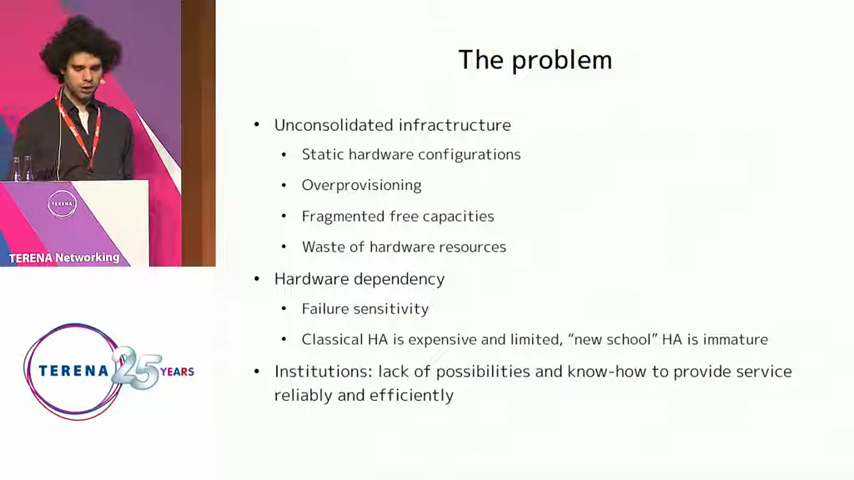 The problem
• Unconsolidated infractructure
• Static hardware configurations
• Overprovisioning
• Fragmented free capacities
• Waste of hardware resources
• Hardware dependency
• Failure sensitivity
• Classical HA is expensive and limited, “new school” HA is immature
• Institutions: lack of possibilities and know-how to provide service
reliably and efficiently
TERENA
TERENA Networking
TERENA 25 YEARS